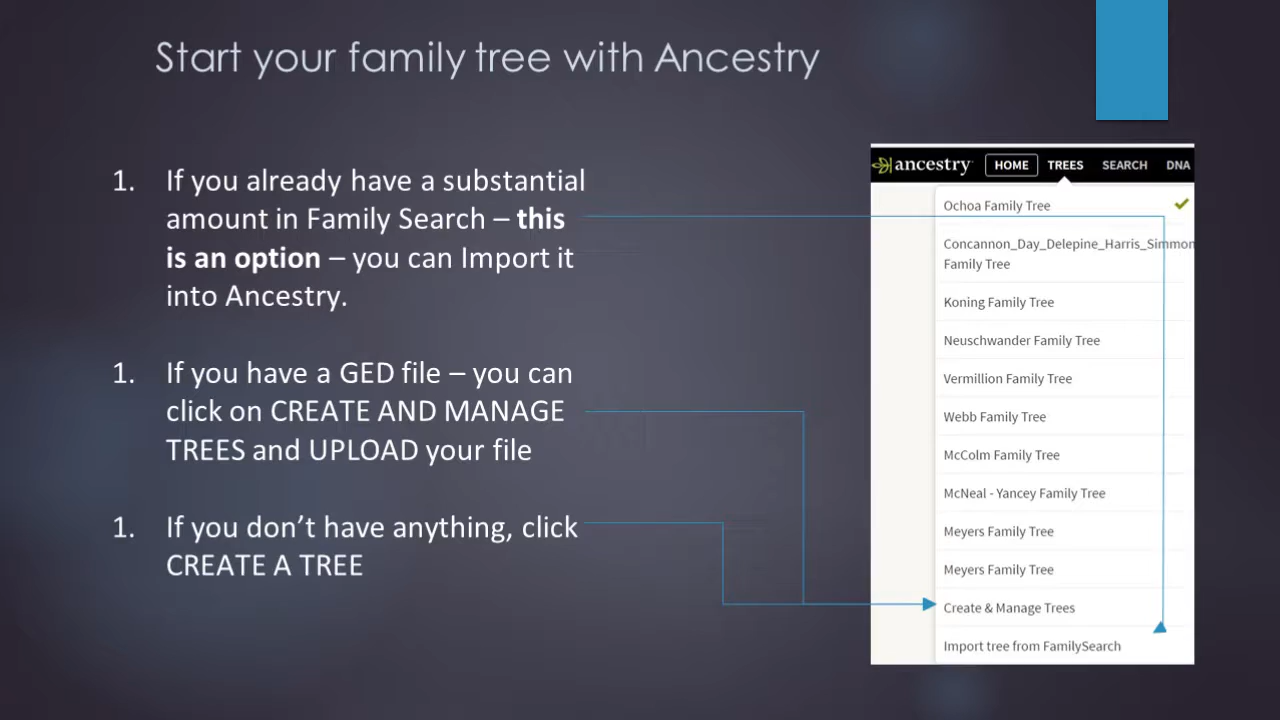 Start your family tree with Ancestry
1. If you already have a substantial
amount in Family Search – this
is an option – you can Import it
into Ancestry.
1. If you have a GED file – you can
click on CREATE AND MANAGE
TREES and UPLOAD your file
1. If you don’t have anything, click
CREATE A TREE
ancestry HOME TREES SEARCH DNA
Ochoa Family Tree
Concannon_Day_Delepine_Harris_Simmon
Family Tree
Koning Family Tree
Neuschwander Family Tree
Vermillion Family Tree
Webb Family Tree
McColm Family Tree
McNeal - Yancey Family Tree
Meyers Family Tree
Meyers Family Tree
Create & Manage Trees
Import tree from FamilySearch